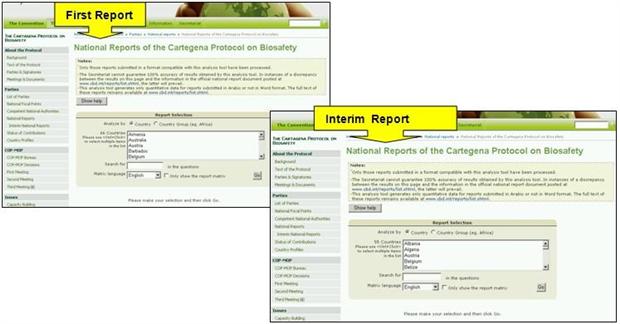 First Report
The Convention
Information
Secretariat
Parties » National reports » National Reports of the Cartegena Protocol on Biosafety
THE CARTAGENA PROTOCOL ON
BIOSAFETY
About the Protocol
Background
Text of the Protocol
Parties & Signatories
Meetings & Documents
Parties
List of Parties
National Focal Points
Competent National Authorities
National Reports
Interim National Reports
Status of Contributions
Country Profiles
COP-MOP
COP-MOP Bureau
COP-MOP Decisions
First Meeting
Second Meeting
Third Meeting
Issues
Capacity Building
National Reports of the Cartegena Protocol on Biosafety
Notes:
-Only those reports submitted in a format compatible with this analysis tool have been processed.
-The Secretariat cannot guarantee 100% accuracy of results obtained by this analysis tool. In instances of a discrepancy
between the results on this page and the information in the official national report document posted at
www.cbd.int/reports/list.shtml, the latter will prevail.
-This analysis tool generates only quantitative data for reports submitted in Arabic or not in Word format. The full text of
these reports remains available at www.cbd.int/reports/list.shtml.
Show help
Report Selection
Analyze by Country Country Group (eg. Africa)
Countries
Please use <Ctrl+Click>
to select multiple items
in the list
Armenia
Australia
Austria
Barbados
Belgium
Search for in the questions
Matrix language English Only show the report matrix Go
Please make your selection and then click Go.
Interim Report
The Convention
Secretariat
National reports » National Reports of the Cartegena Protocol on Biosafety
THE CARTAGENA PROTOCOL ON
BIOSAFETY
About the Protocol
Background
Text of the Protocol
Parties & Signatories
Meetings & Documents
Parties
List of Parties
National Focal Points
Competent National Authorities
National Reports
Interim National Reports
Status of Contributions
Country Profiles
COP-MOP
COP-MOP Bureau
COP-MOP Decisions
First Meeting
Second Meeting
Third Meeting
Issues
Capacity Building
National Reports of the Cartegena Protocol on Biosafety
Notes:
-Only those reports submitted in a format compatible with this analysis tool have been processed.
-The Secretariat cannot guarantee 100% accuracy of results obtained by this analysis tool. In instances of a discrepancy
between the results on this page and the information in the official national report document posted at
www.cbd.int/reports/list.shtml, the latter will prevail.
-This analysis tool generates only quantitative data for reports submitted in Arabic or not in Word format. The full text of
these reports remains available at www.cbd.int/reports/list.shtml.
Show help
Report Selection
Analyze by Country Country Group (eg. Africa)
Countries
Please use <Ctrl+Click>
to select multiple items
in the list
Albania
Algeria
Austria
Belgium
Belize
Search for in the questions
Matrix language English Only show the report matrix Go
Please make your selection and then click Go.